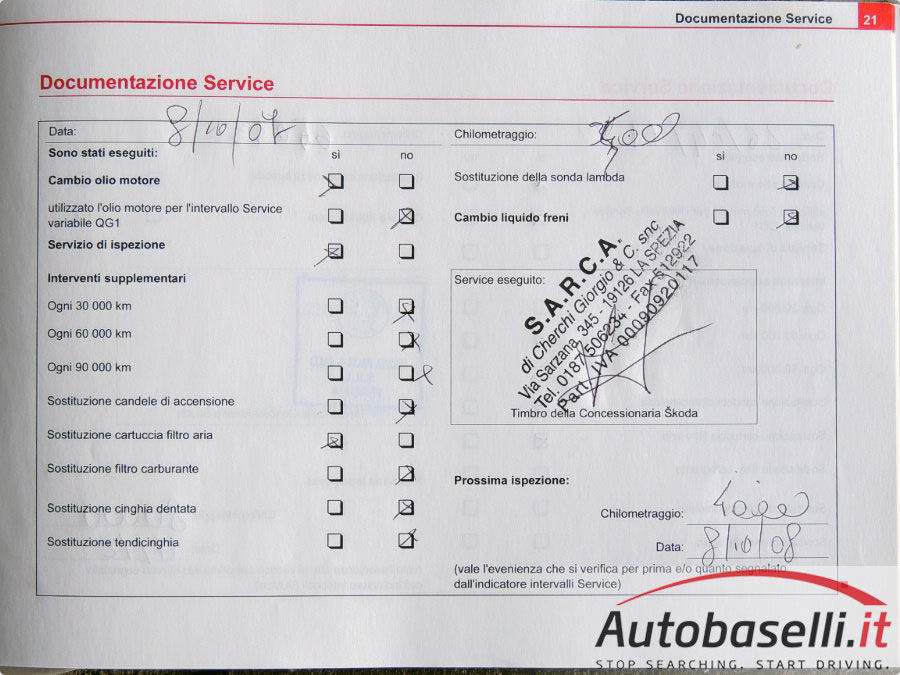 Documentazione Service 21
Documentazione Service
Data: 8/10/07
Chilometraggio:
Sono stati eseguiti: si no
si no
Cambio olio motore
Sostituzione della sonda lambda
utilizzato l'olio motore per l'intervallo Service
variabile QG1
Cambio liquido freni
Servizio di ispezione
Interventi supplementari
Service eseguito:
Ogni 30 000 km
Ogni 60 000 km
Ogni 90 000 km
Sostituzione candele di accensione
Sostituzione cartuccia filtro aria
Sostituzione filtro carburante
Sostituzione cinghia dentata
Sostituzione tendicinghia
S.A.R.C.A.
di Cherchi Giorgio & C. snc
Via Sarzana, 345 - 19126 LA SPEZIA
Tel. 0187/506234 - Fax 512922
Part. IVA 00090920117
Timbro della Concessionaria Škoda
Prossima ispezione:
Chilometraggio:
Data: 8/10/08
(vale l'evenienza che si verifica per prima e/o quanto segnalato
dall'indicatore intervalli Service)
Autobaselli.it
STOP SEARCHING. START DRIVING.